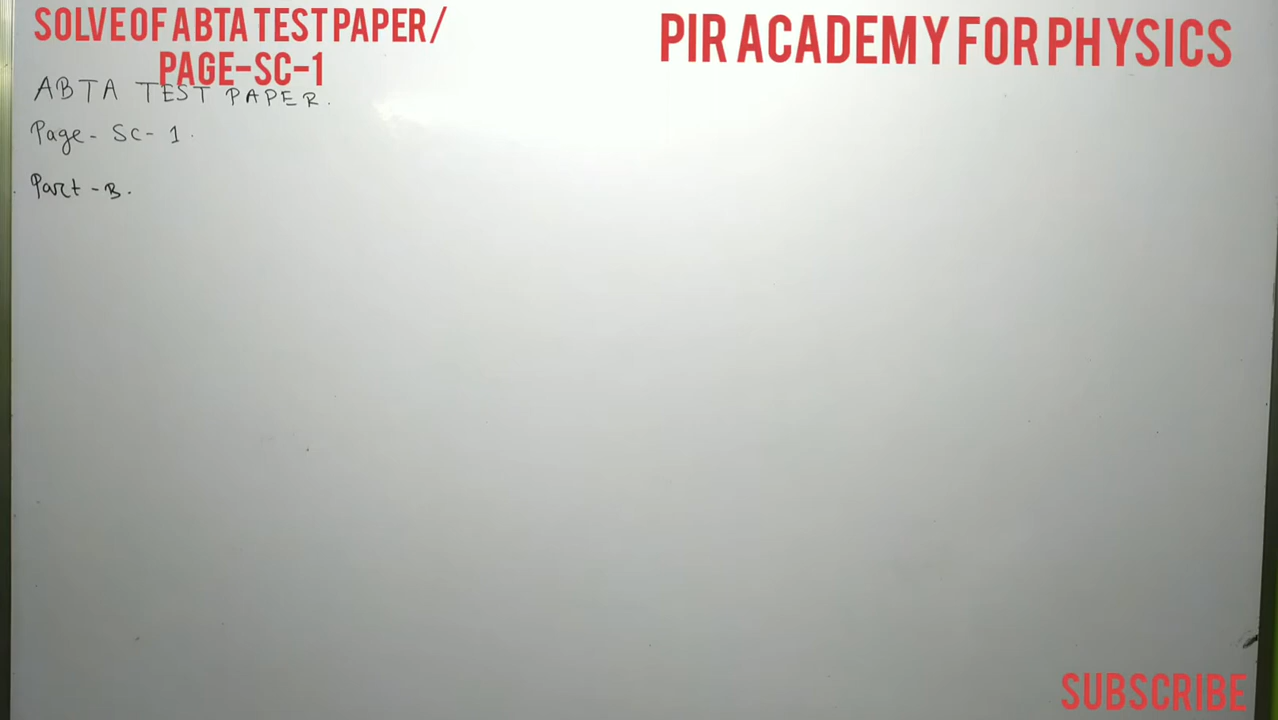 SOLVE OF ABTA TEST PAPER /
PAGE-SC-1
PIR ACADEMY FOR PHYSICS
ABTA TEST PAPER.
Page - SC - 1.
Part - B.
SUBSCRIBE